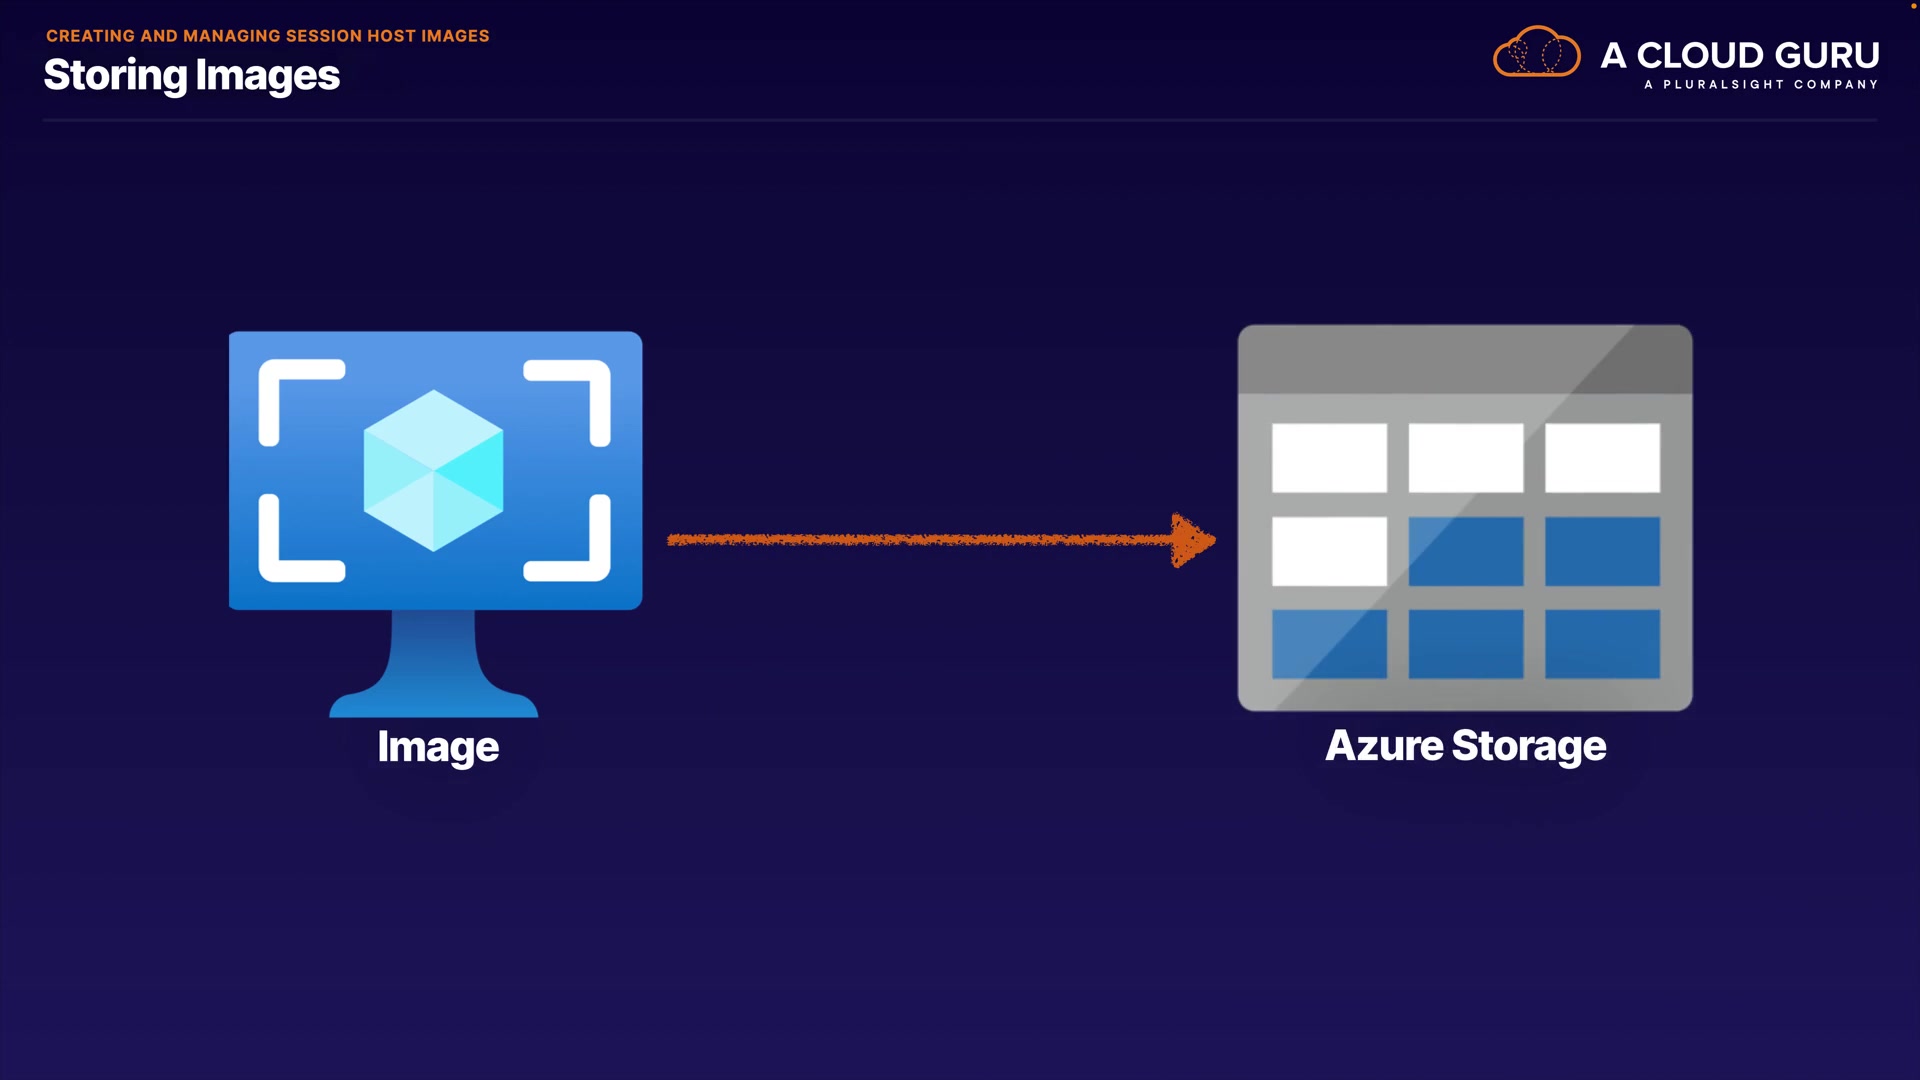 CREATING AND MANAGING SESSION HOST IMAGES
Storing Images
A CLOUD GURU
A PLURALSIGHT COMPANY
Image
Azure Storage